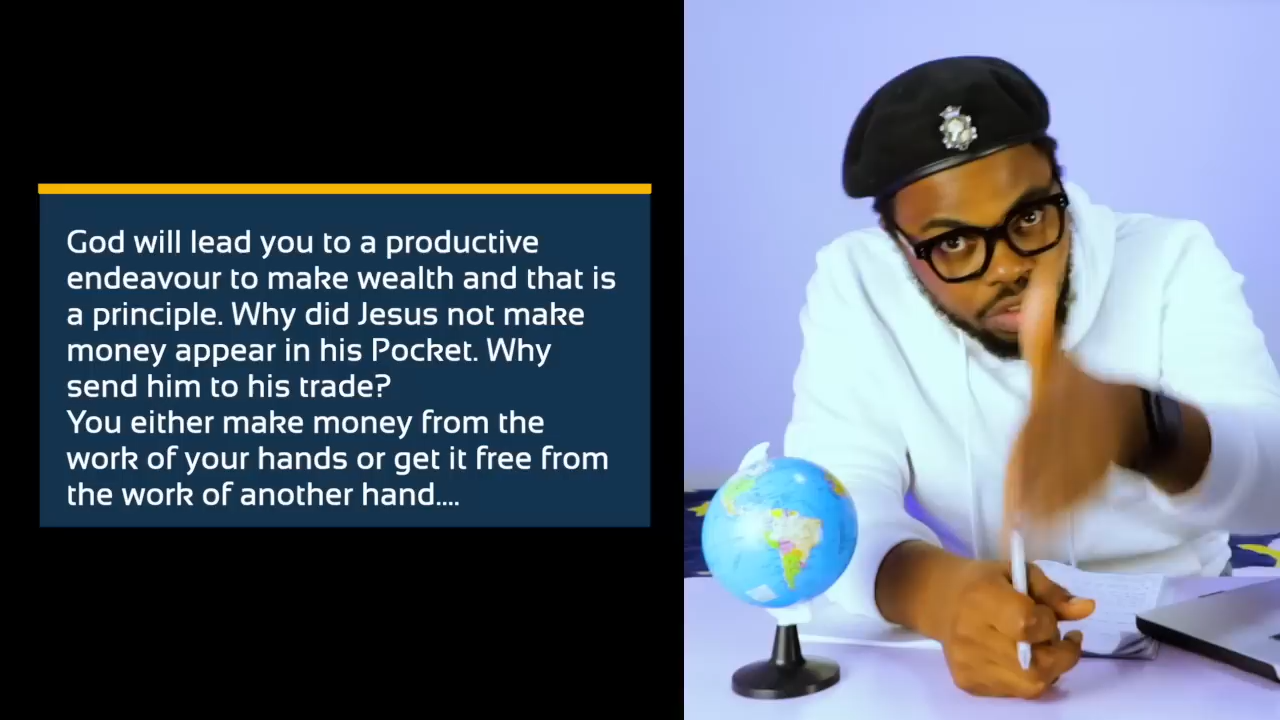 God will lead you to a productive
endeavour to make wealth and that is
a principle. Why did Jesus not make
money appear in his Pocket. Why
send him to his trade?
You either make money from the
work of your hands or get it free from
the work of another hand....